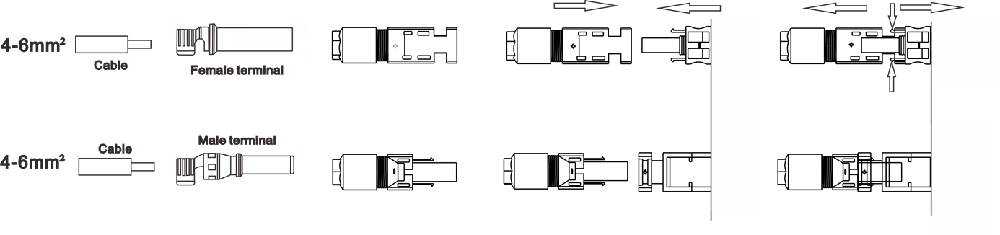 4-6mm²
Cable
Female terminal
4-6mm²
Cable
Male terminal